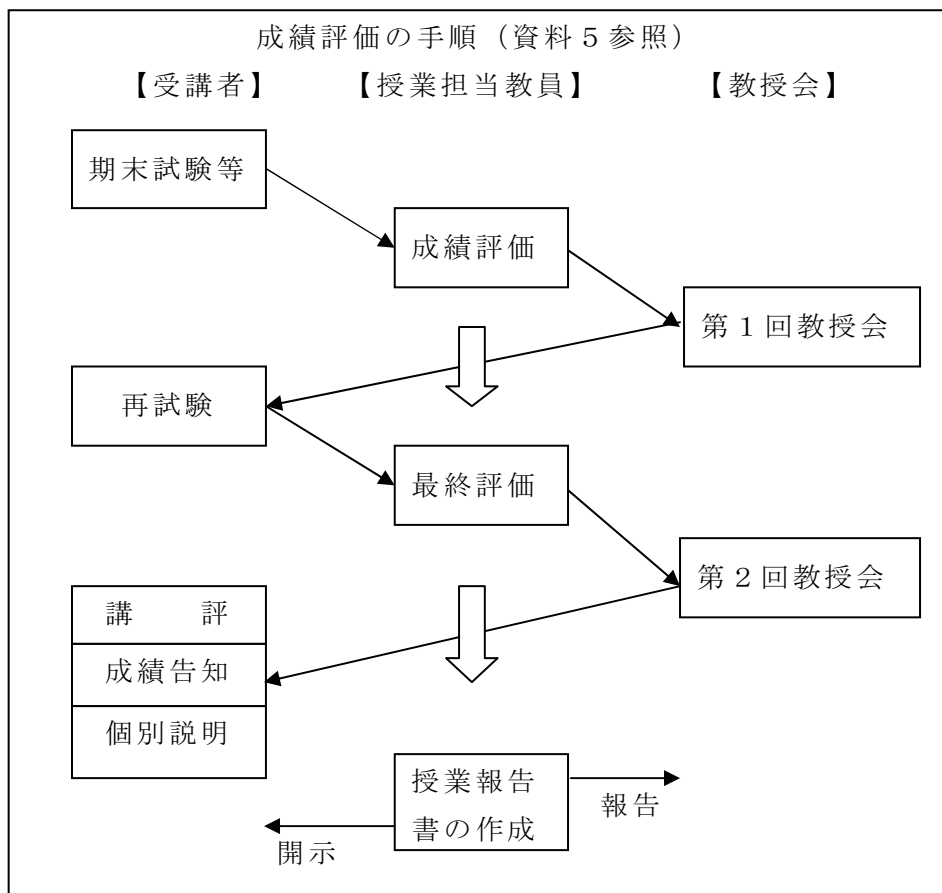 成績評価の手順（資料５参照）
【受講者】 【授業担当教員】 【教授会】
期末試験等
成績評価
第１回教授会
再試験
最終評価
第２回教授会
講　　評
成績告知
個別説明
授業報告
書の作成
報告
開示